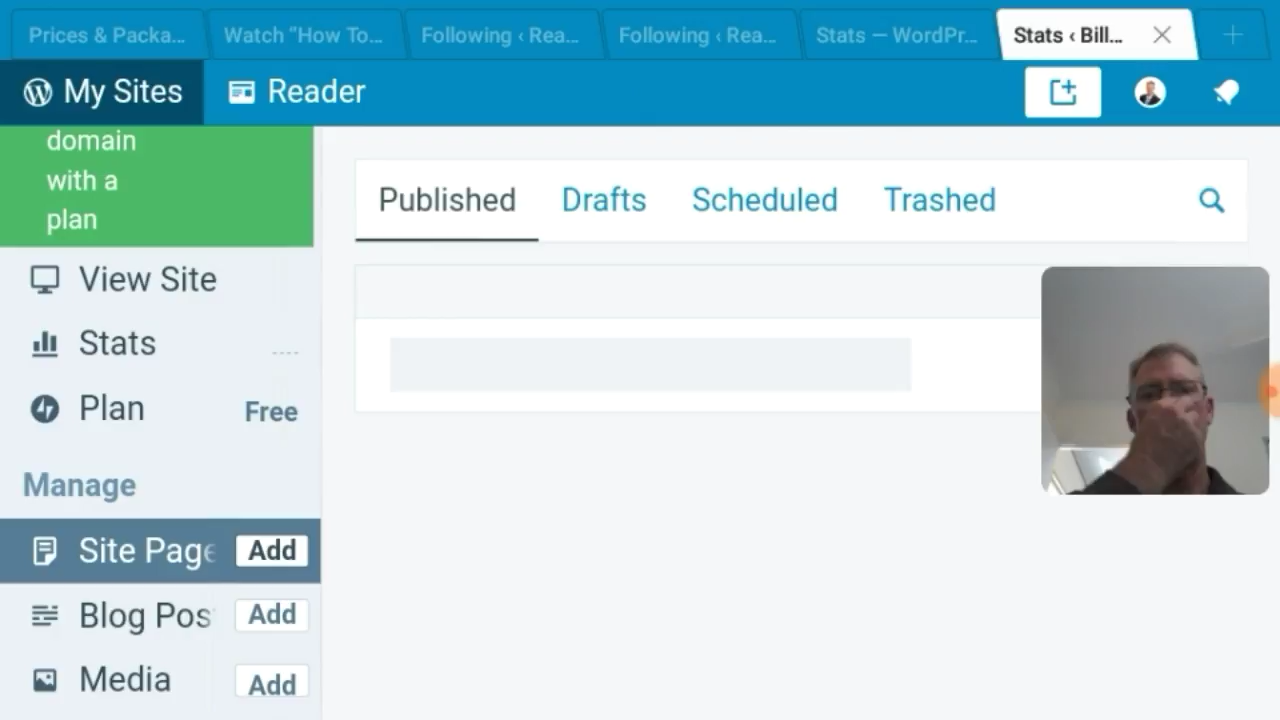 Prices & Packa...
Watch "How To...
Following ‹ Rea...
Following ‹ Rea...
Stats — WordPr...
Stats ‹ Bill...
My Sites
Reader
domain
with a
plan
View Site
Stats
Plan
Free
Manage
Site Page
Add
Blog Pos
Add
Media
Add
Published
Drafts
Scheduled
Trashed